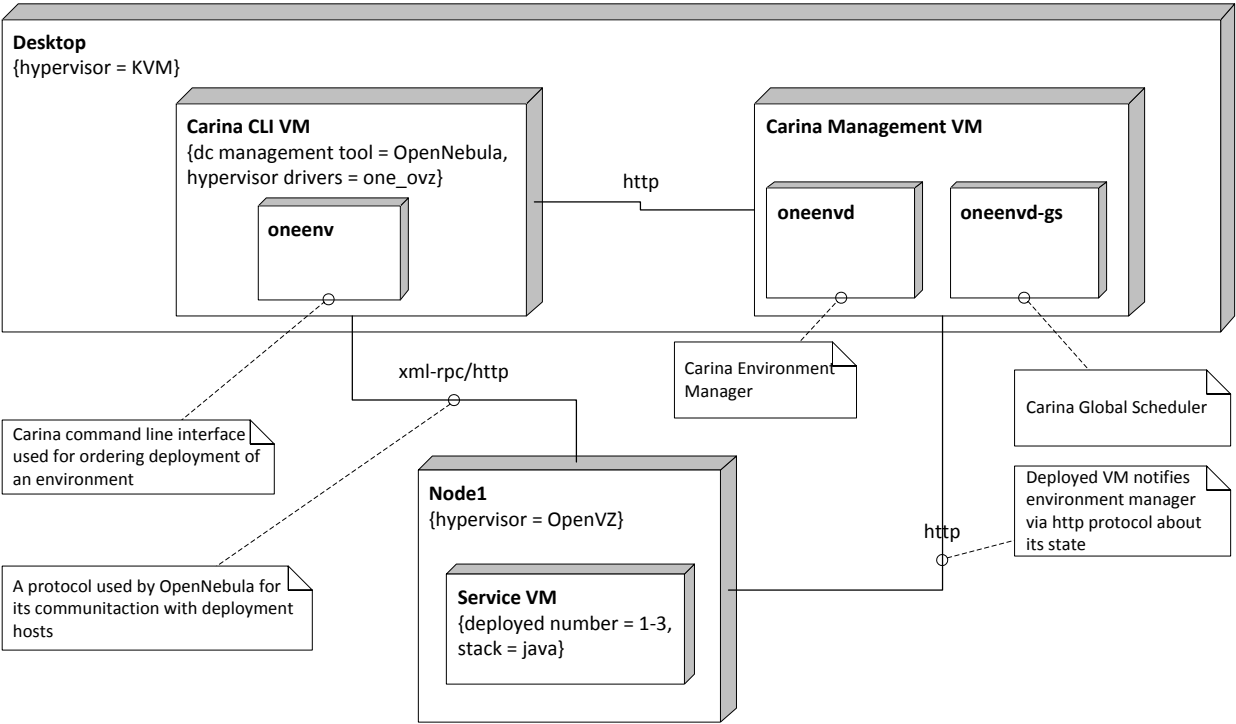 Desktop
{hypervisor = KVM}
Carina CLI VM
{dc management tool = OpenNebula,
hypervisor drivers = one_ovz}
oneenv
http
Carina Management VM
oneenvd
oneenvd-gs
xml-rpc/http
Carina Environment
Manager
Carina Global Scheduler
Carina command line interface
used for ordering deployment of
an environment
Node1
{hypervisor = OpenVZ}
Deployed VM notifies
environment manager
via http protocol about
its state
http
A protocol used by OpenNebula for
its communitaction with deployment
hosts
Service VM
{deployed number = 1-3,
stack = java}